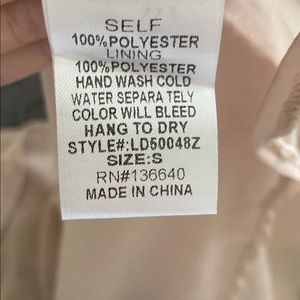 SELF
100%POLYESTER
LINING
100%POLYESTER
HAND WASH COLD
WATER SEPARA TELY
COLOR WILL BLEED
HANG TO DRY
STYLE#:LD50048Z
SIZE:S
RN#136640
MADE IN CHINA